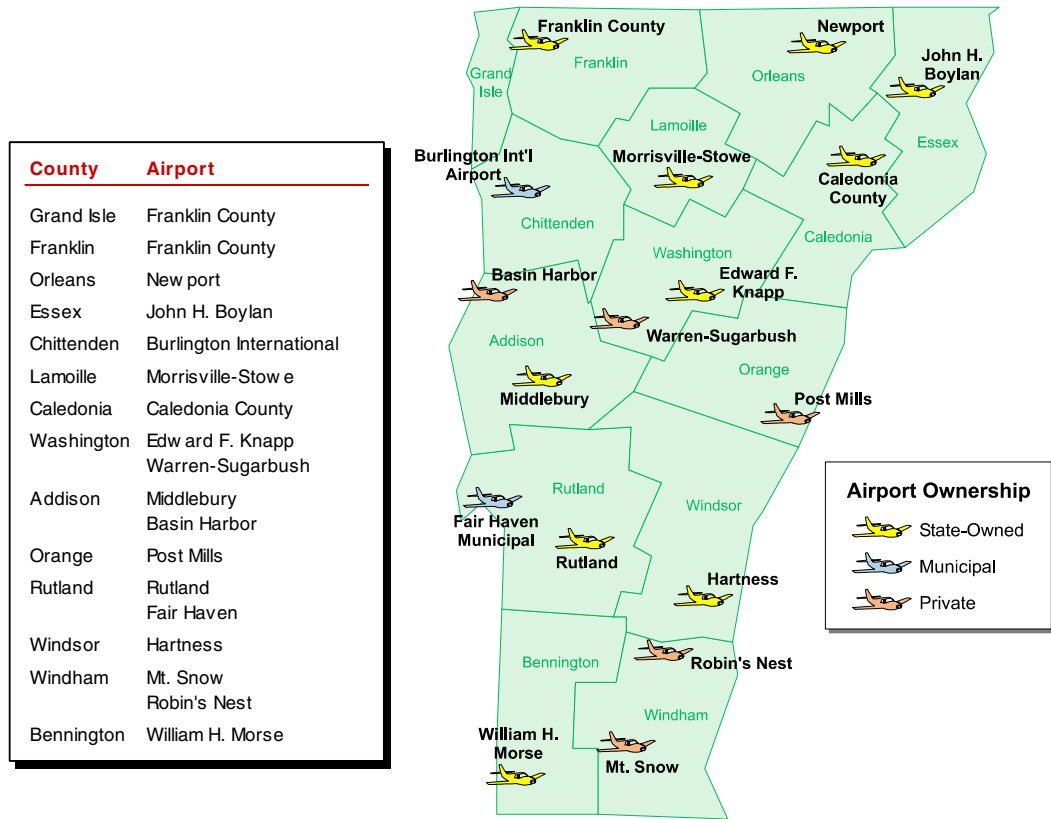 County Airport
Grand Isle Franklin County
Franklin Franklin County
Orleans New port
Essex John H. Boylan
Chittenden Burlington International
Lamoille Morrisville-Stow e
Caledonia Caledonia County
Washington Edw ard F. Knapp
Warren-Sugarbush
Addison Middlebury
Basin Harbor
Orange Post Mills
Rutland Rutland
Fair Haven
Windsor Hartness
Windham Mt. Snow
Robin's Nest
Bennington William H. Morse
Franklin County
Newport
John H.
Boylan
Franklin
Grand
Isle
Orleans
Lamoille
Essex
Burlington Int'l
Airport
Morrisville-Stowe
Caledonia
County
Chittenden
Caledonia
Washington
Basin Harbor
Edward F.
Knapp
Warren-Sugarbush
Addison
Orange
Middlebury
Post Mills
Rutland
Windsor
Fair Haven
Municipal
Rutland
Hartness
Bennington
Robin's Nest
Windham
William H.
Morse
Mt. Snow
Airport Ownership
State-Owned
Municipal
Private